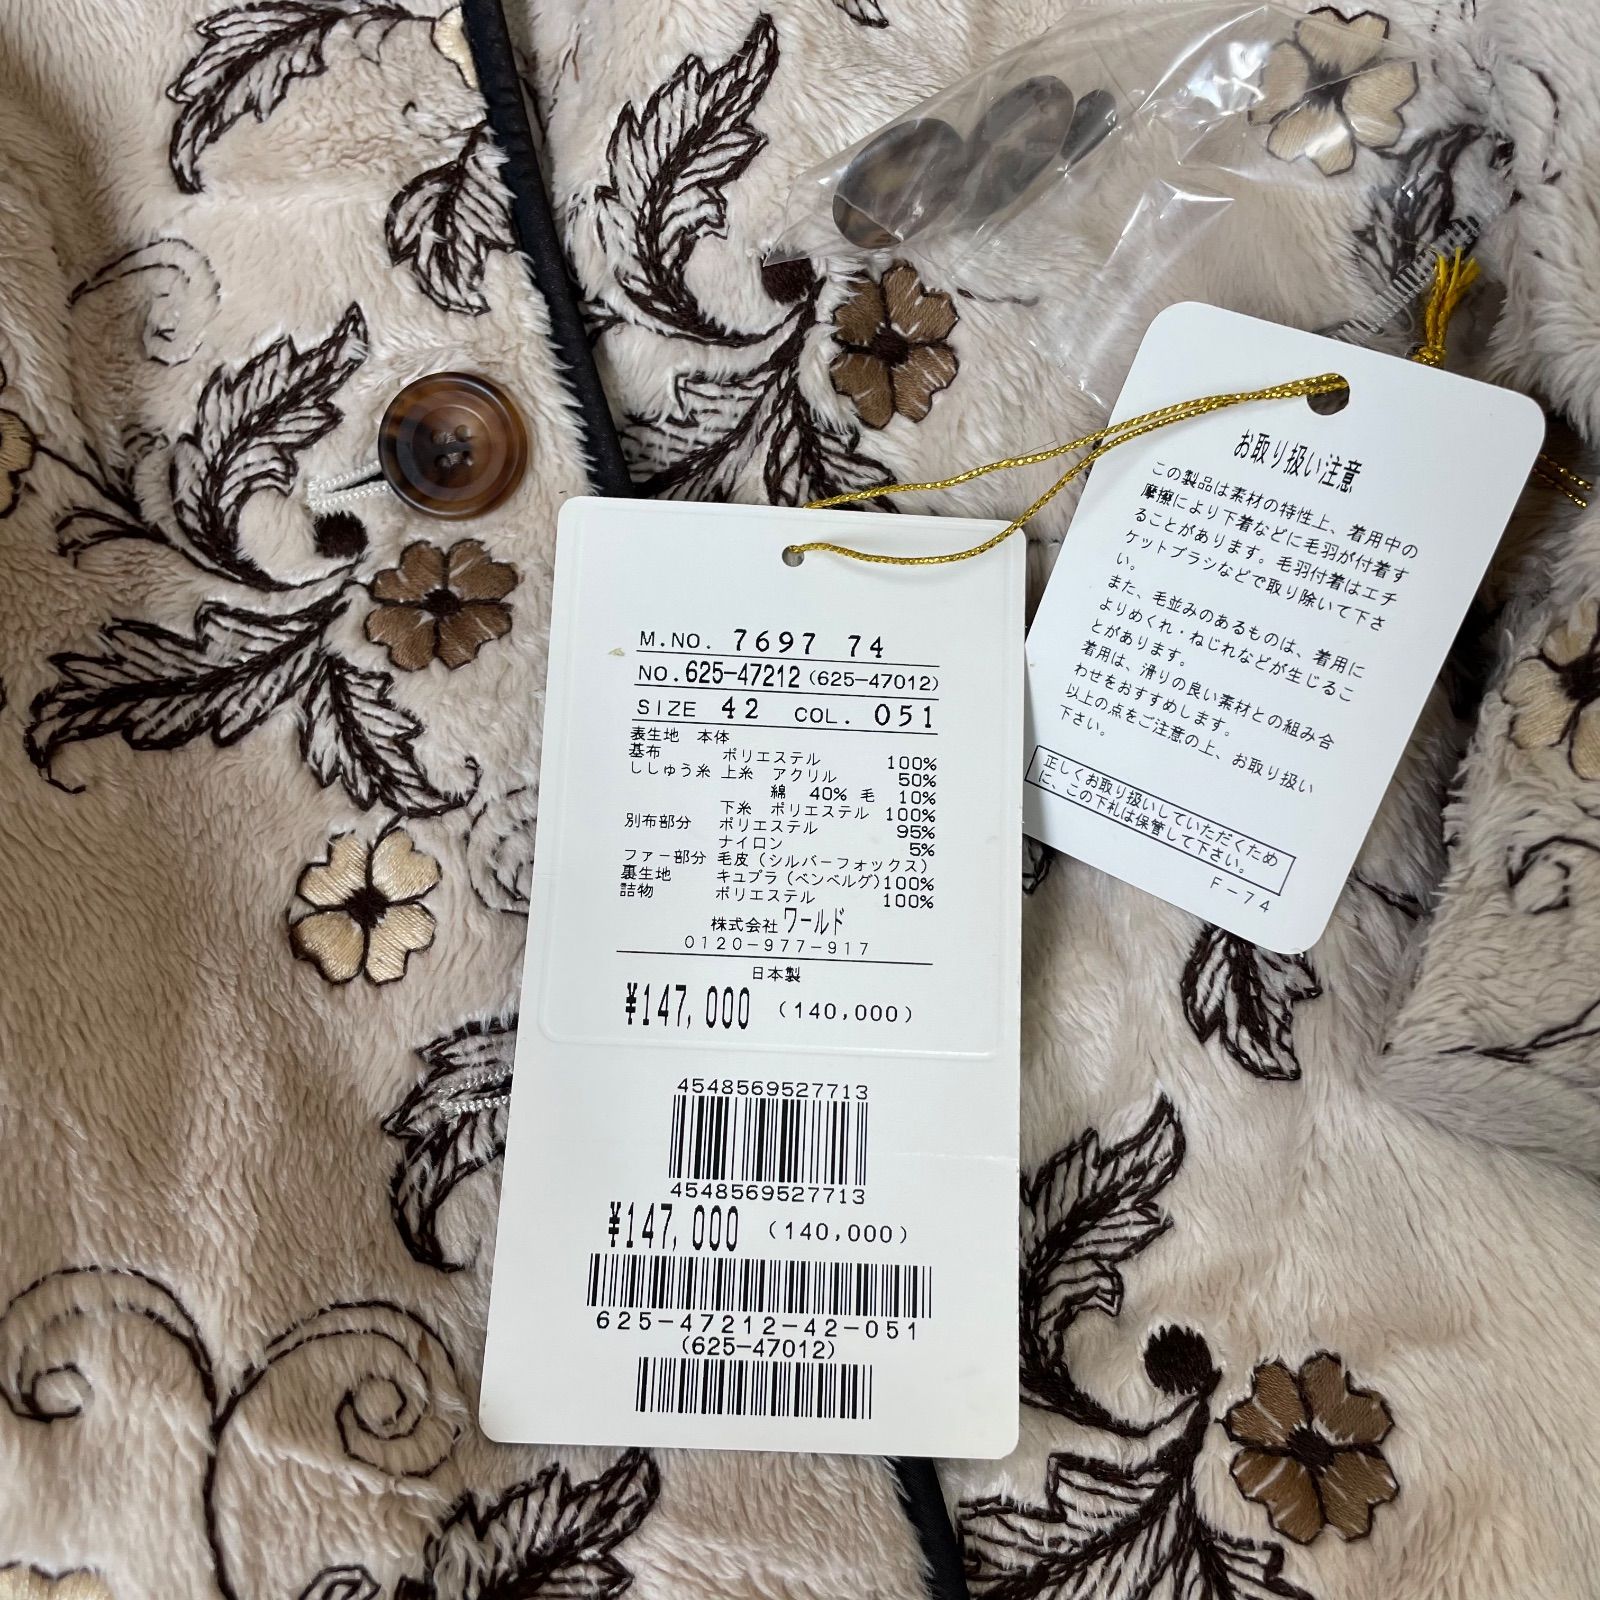 M.NO. 7697 74
NO.625-47212(625-47012)
SIZE 42 COL. 051
表生地 本体
基布 ポリエステル 100%
ししゅう糸 上糸 アクリル 50%
綿 40% 毛 10%
下糸 ポリエステル 100%
別布部分 ポリエステル 95%
ナイロン 5%
ファー部分 毛皮(シルバーフォックス)
裏生地 キュプラ(ベンベルグ)100%
詰物 ポリエステル 100%
株式会社 ワールド
0120-977-917
日本製
¥147,000 (140,000)
4548569527713
4548569527713
¥147,000 (140,000)
625-47212-42-051
(625-47012)
お取り扱い注意
この製品は素材の特性上、着用中の
摩擦により下着などに毛羽が付着す
ることがあります。毛羽付着はエチ
ケットブラシなどで取り除いて下さ
い。
また、毛並みのあるものは、着用に
よりめくれ・ねじれなどが生じるこ
とがあります。
着用は、滑りの良い素材との組み合
わせをおすすめします。
以上の点をご注意の上、お取り扱い
下さい。
正しくお取り扱いしていただくため
に、この下札は保管して下さい。
F-74